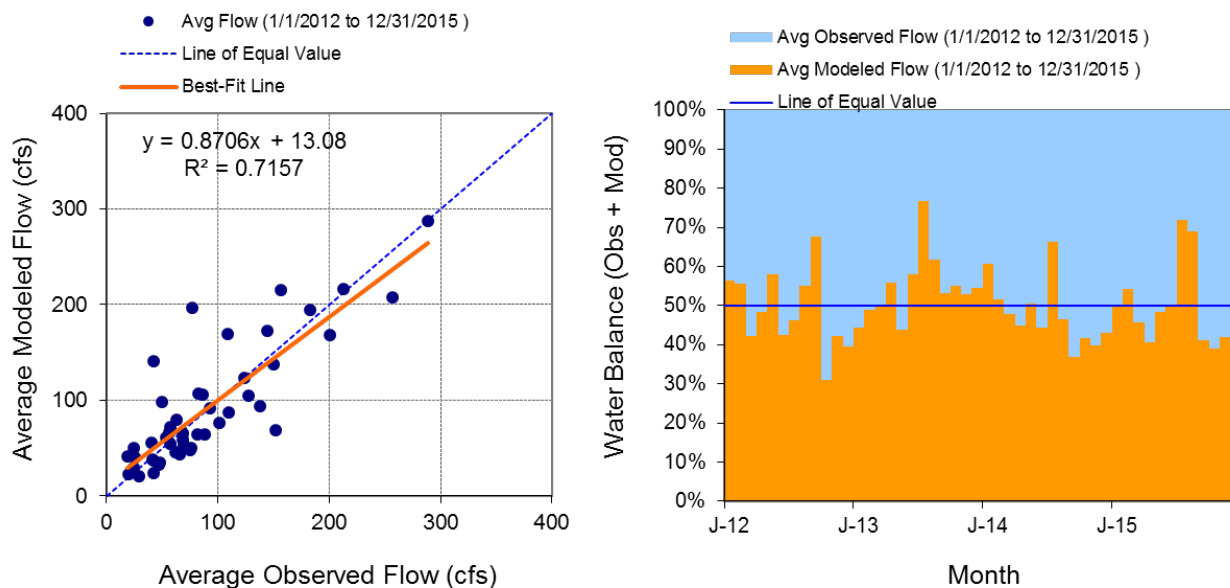 Avg Flow (1/1/2012 to 12/31/2015 )
Line of Equal Value
Best-Fit Line
y = 0.8706x + 13.08
R² = 0.7157
Average Modeled Flow (cfs)
400
300
200
100
0
0 100 200 300 400
Average Observed Flow (cfs)
Avg Observed Flow (1/1/2012 to 12/31/2015 )
Avg Modeled Flow (1/1/2012 to 12/31/2015 )
Line of Equal Value
Water Balance (Obs + Mod)
100%
90%
80%
70%
60%
50%
40%
30%
20%
10%
0%
J-12 J-13 J-14 J-15
Month